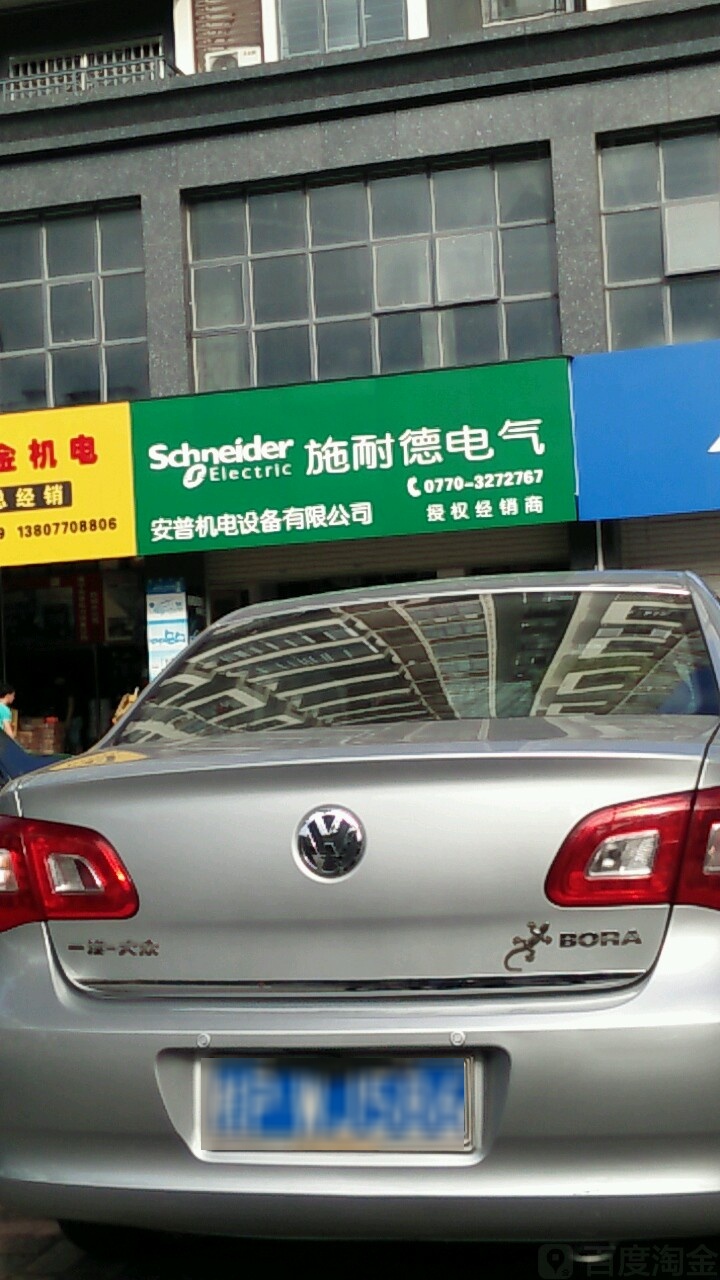 金机电
总经销
9 13807708806
Schneider
Electric
施耐德电气
0770-3272767
安普机电设备有限公司
授权经销商
一汽-大众
BORA
百度淘金